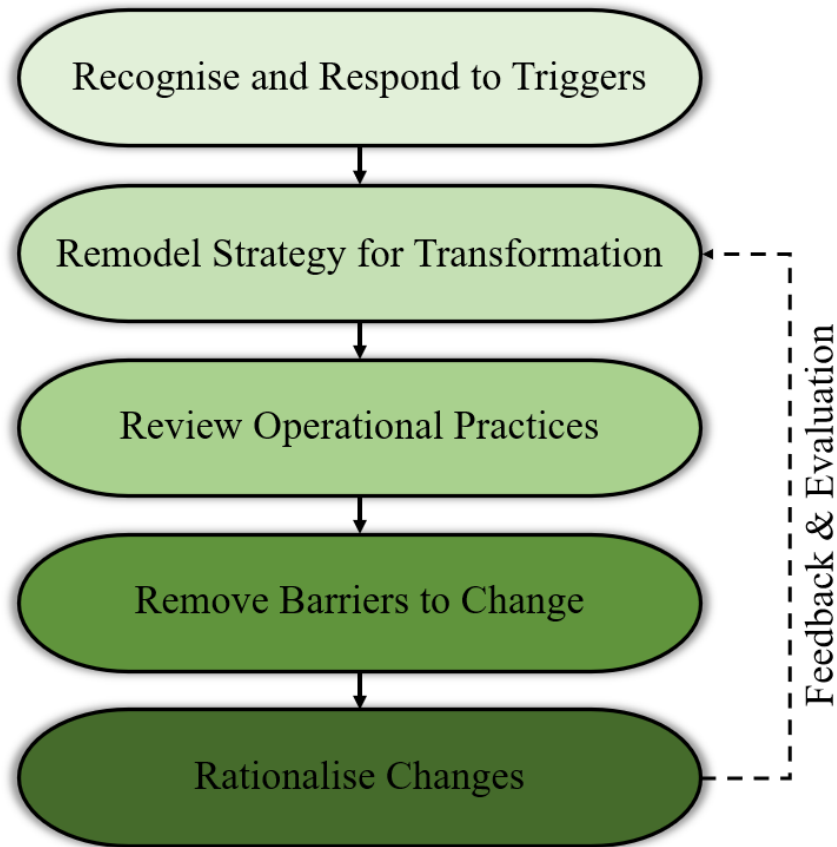 Recognise and Respond to Triggers
Remodel Strategy for Transformation
Review Operational Practices
Remove Barriers to Change
Rationalise Changes
Feedback & Evaluation